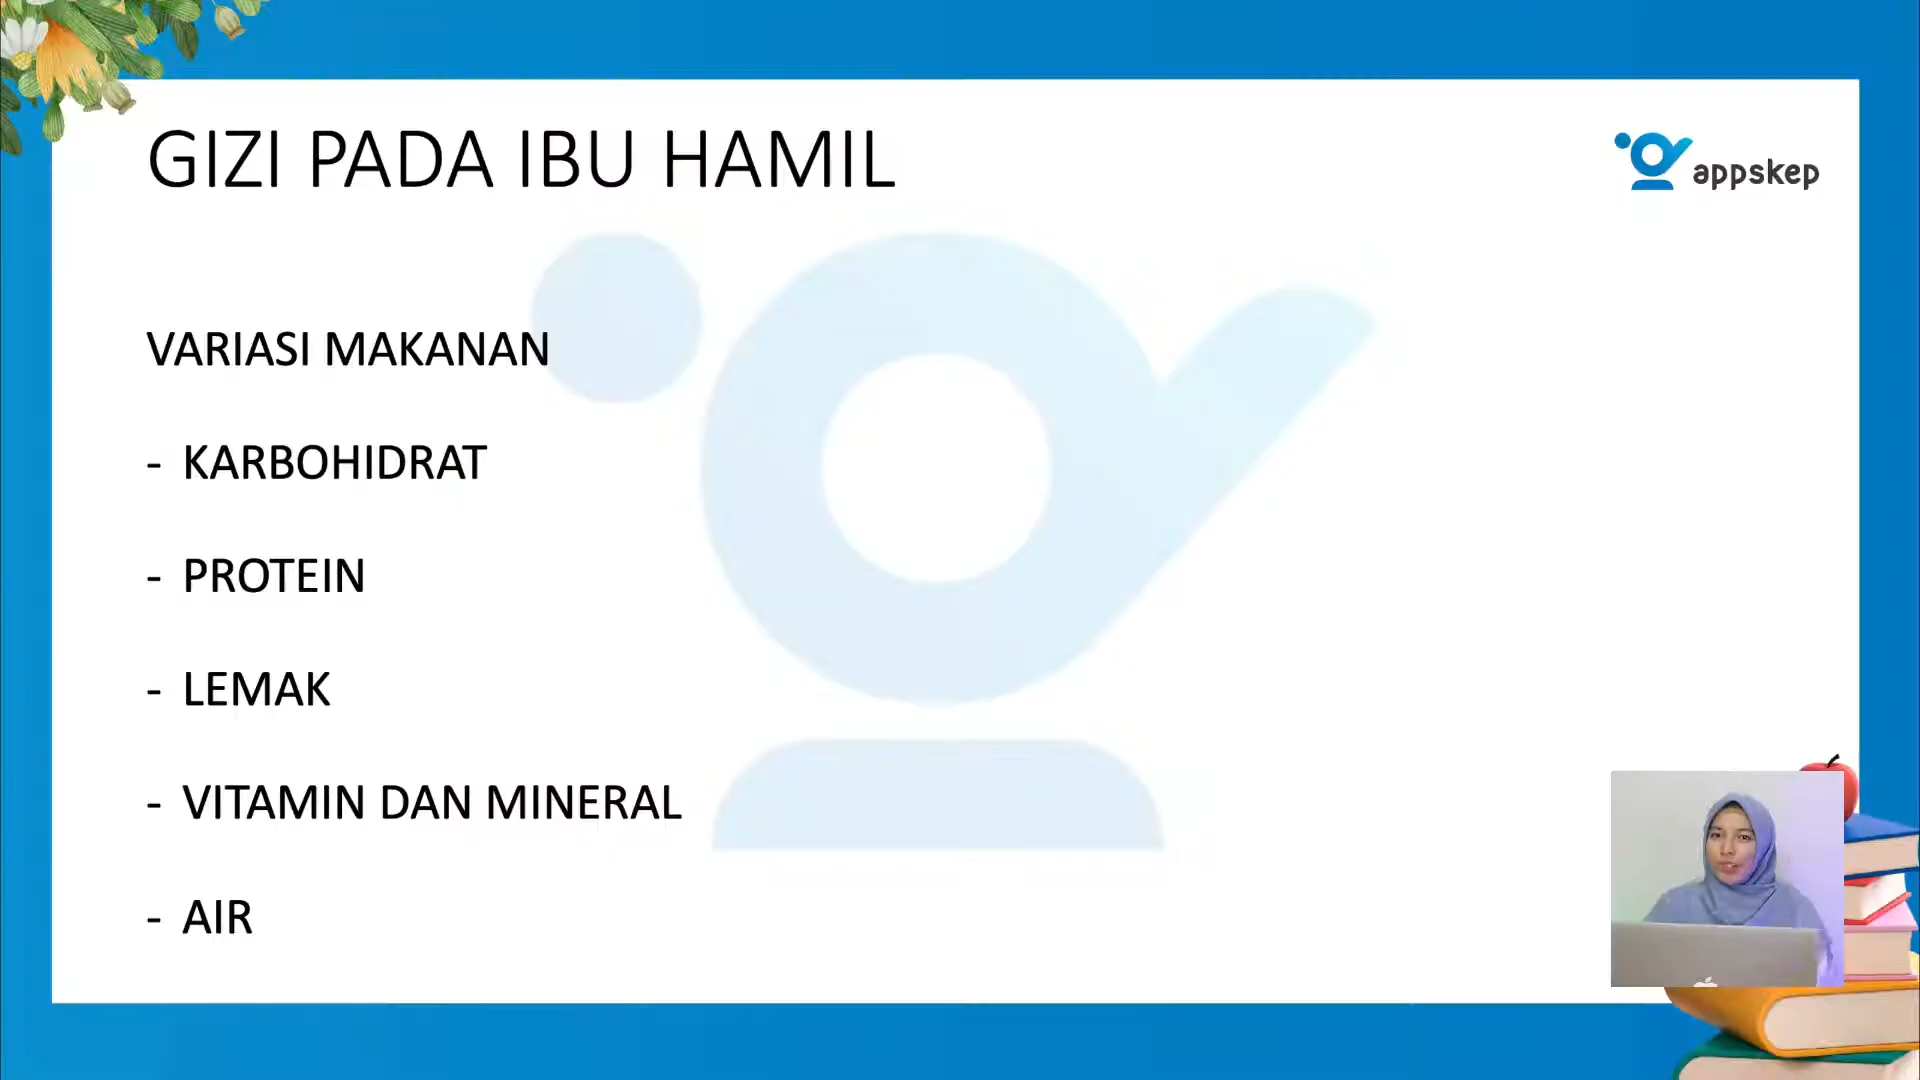 GIZI PADA IBU HAMIL
appskep
VARIASI MAKANAN
- KARBOHIDRAT
- PROTEIN
- LEMAK
- VITAMIN DAN MINERAL
- AIR